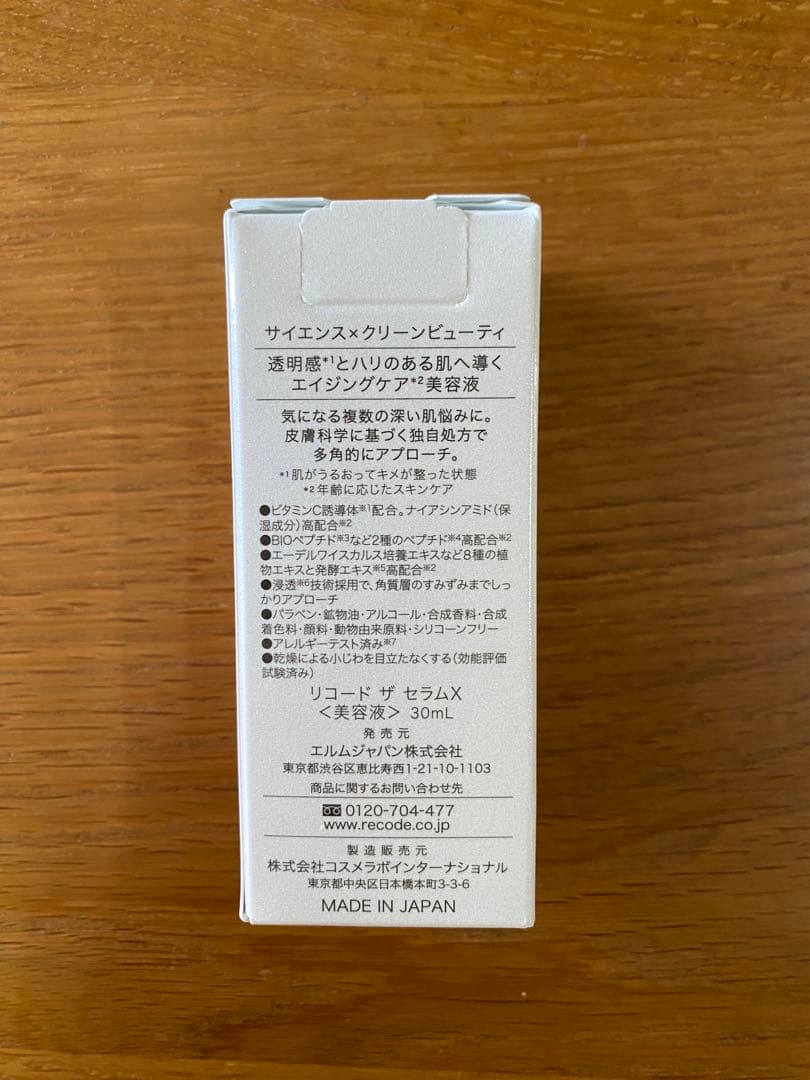 サイエンス×クリーンビューティ
透明感*1とハリのある肌へ導く
エイジングケア*2美容液
気になる複数の深い肌悩みに。
皮膚科学に基づく独自処方で
多角的にアプローチ。
*1肌がうるおってキメが整った状態
*2年齢に応じたスキンケア
●ビタミンC誘導体※1配合。ナイアシンアミド(保
湿成分)高配合※2
●BIOペプチド※3など2種のペプチド※4高配合※2
●エーデルワイスカルス培養エキスなど8種の植
物エキスと発酵エキス※5高配合※2
●浸透※6技術採用で、角質層のすみずみまでしっ
かりアプローチ
●パラベン・鉱物油・アルコール・合成香料・合成
着色料・顔料・動物由来原料・シリコーンフリー
●アレルギーテスト済み※7
●乾燥による小じわを目立たなくする(効能評価
試験済み)
リコード ザ セラムX
<美容液> 30mL
発売元
エルムジャパン株式会社
東京都渋谷区恵比寿西1-21-10-1103
商品に関するお問い合わせ先
0120-704-477
www.recode.co.jp
製造販売元
株式会社コスメラボインターナショナル
東京都中央区日本橋本町3-3-6
MADE IN JAPAN